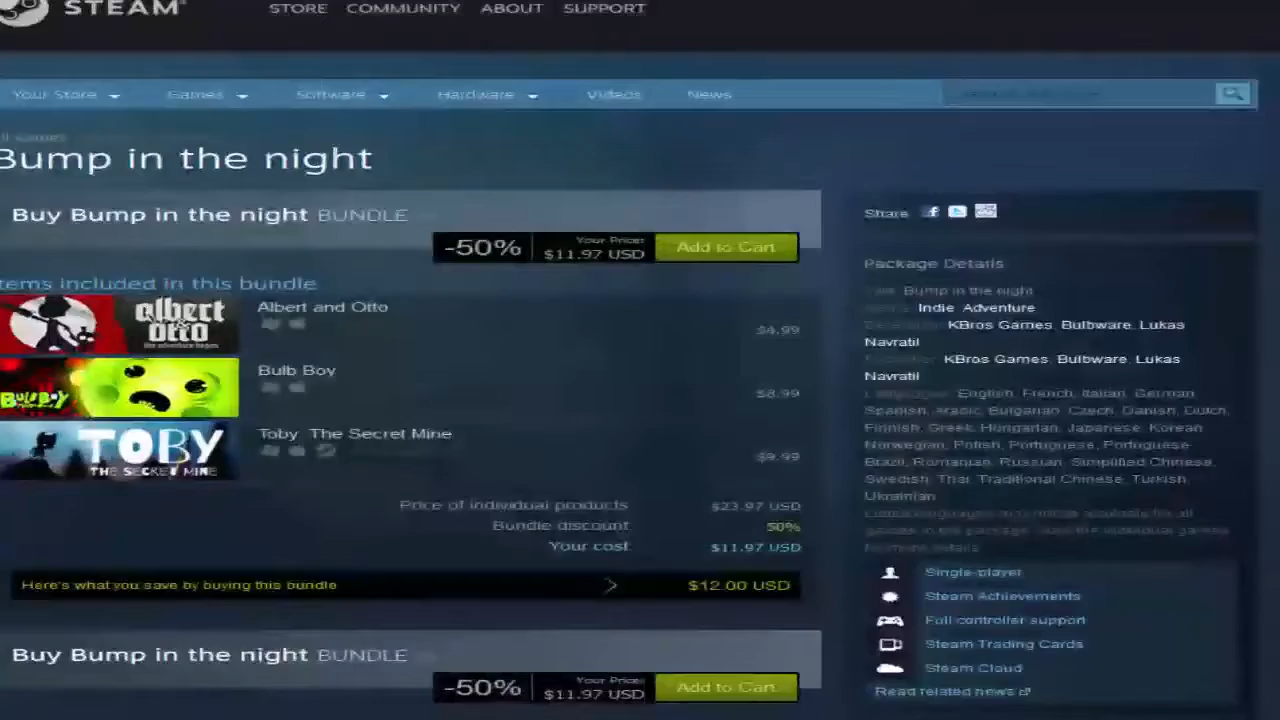 STEAM
STORE COMMUNITY ABOUT SUPPORT
Your Store Games Software Hardware Videos News
Bump in the night
Buy Bump in the night BUNDLE
-50% Your Price: $11.97 USD Add to Cart
Items included in this bundle
albert & otto the adventure begins
Albert and Otto
$4.99
BULB BOY
Bulb Boy
$8.99
TOBY THE SECRET MINE
Toby The Secret Mine
$9.99
Price of individual products $23.97 USD
Bundle discount 50%
Your cost $11.97 USD
Here's what you save by buying this bundle $12.00 USD
Buy Bump in the night BUNDLE
-50% Your Price: $11.97 USD Add to Cart
Share
Package Details
Bump in the night
Indie Adventure
KBros Games, Bulbware, Lukas
Navratil
KBros Games, Bulbware, Lukas
Navratil
English, French, Italian, German
Spanish, Arabic, Bulgarian, Czech, Danish, Dutch,
Finnish, Greek, Hungarian, Japanese, Korean
Norwegian, Polish, Portuguese, Portuguese
Brazil, Romanian, Russian, Simplified Chinese,
Swedish, Thai, Traditional Chinese, Turkish
Ukrainian
Single-player
Steam Achievements
Full controller support
Steam Trading Cards
Steam Cloud
Read related news